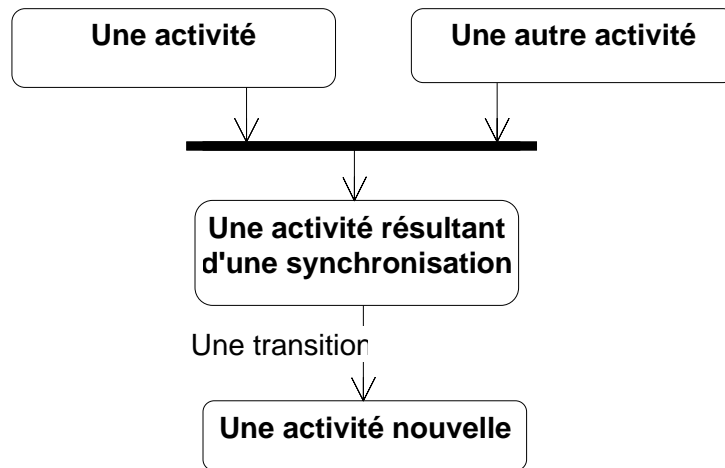 Une activité
Une autre activité
Une activité résultant
d'une synchronisation
Une transition
Une activité nouvelle